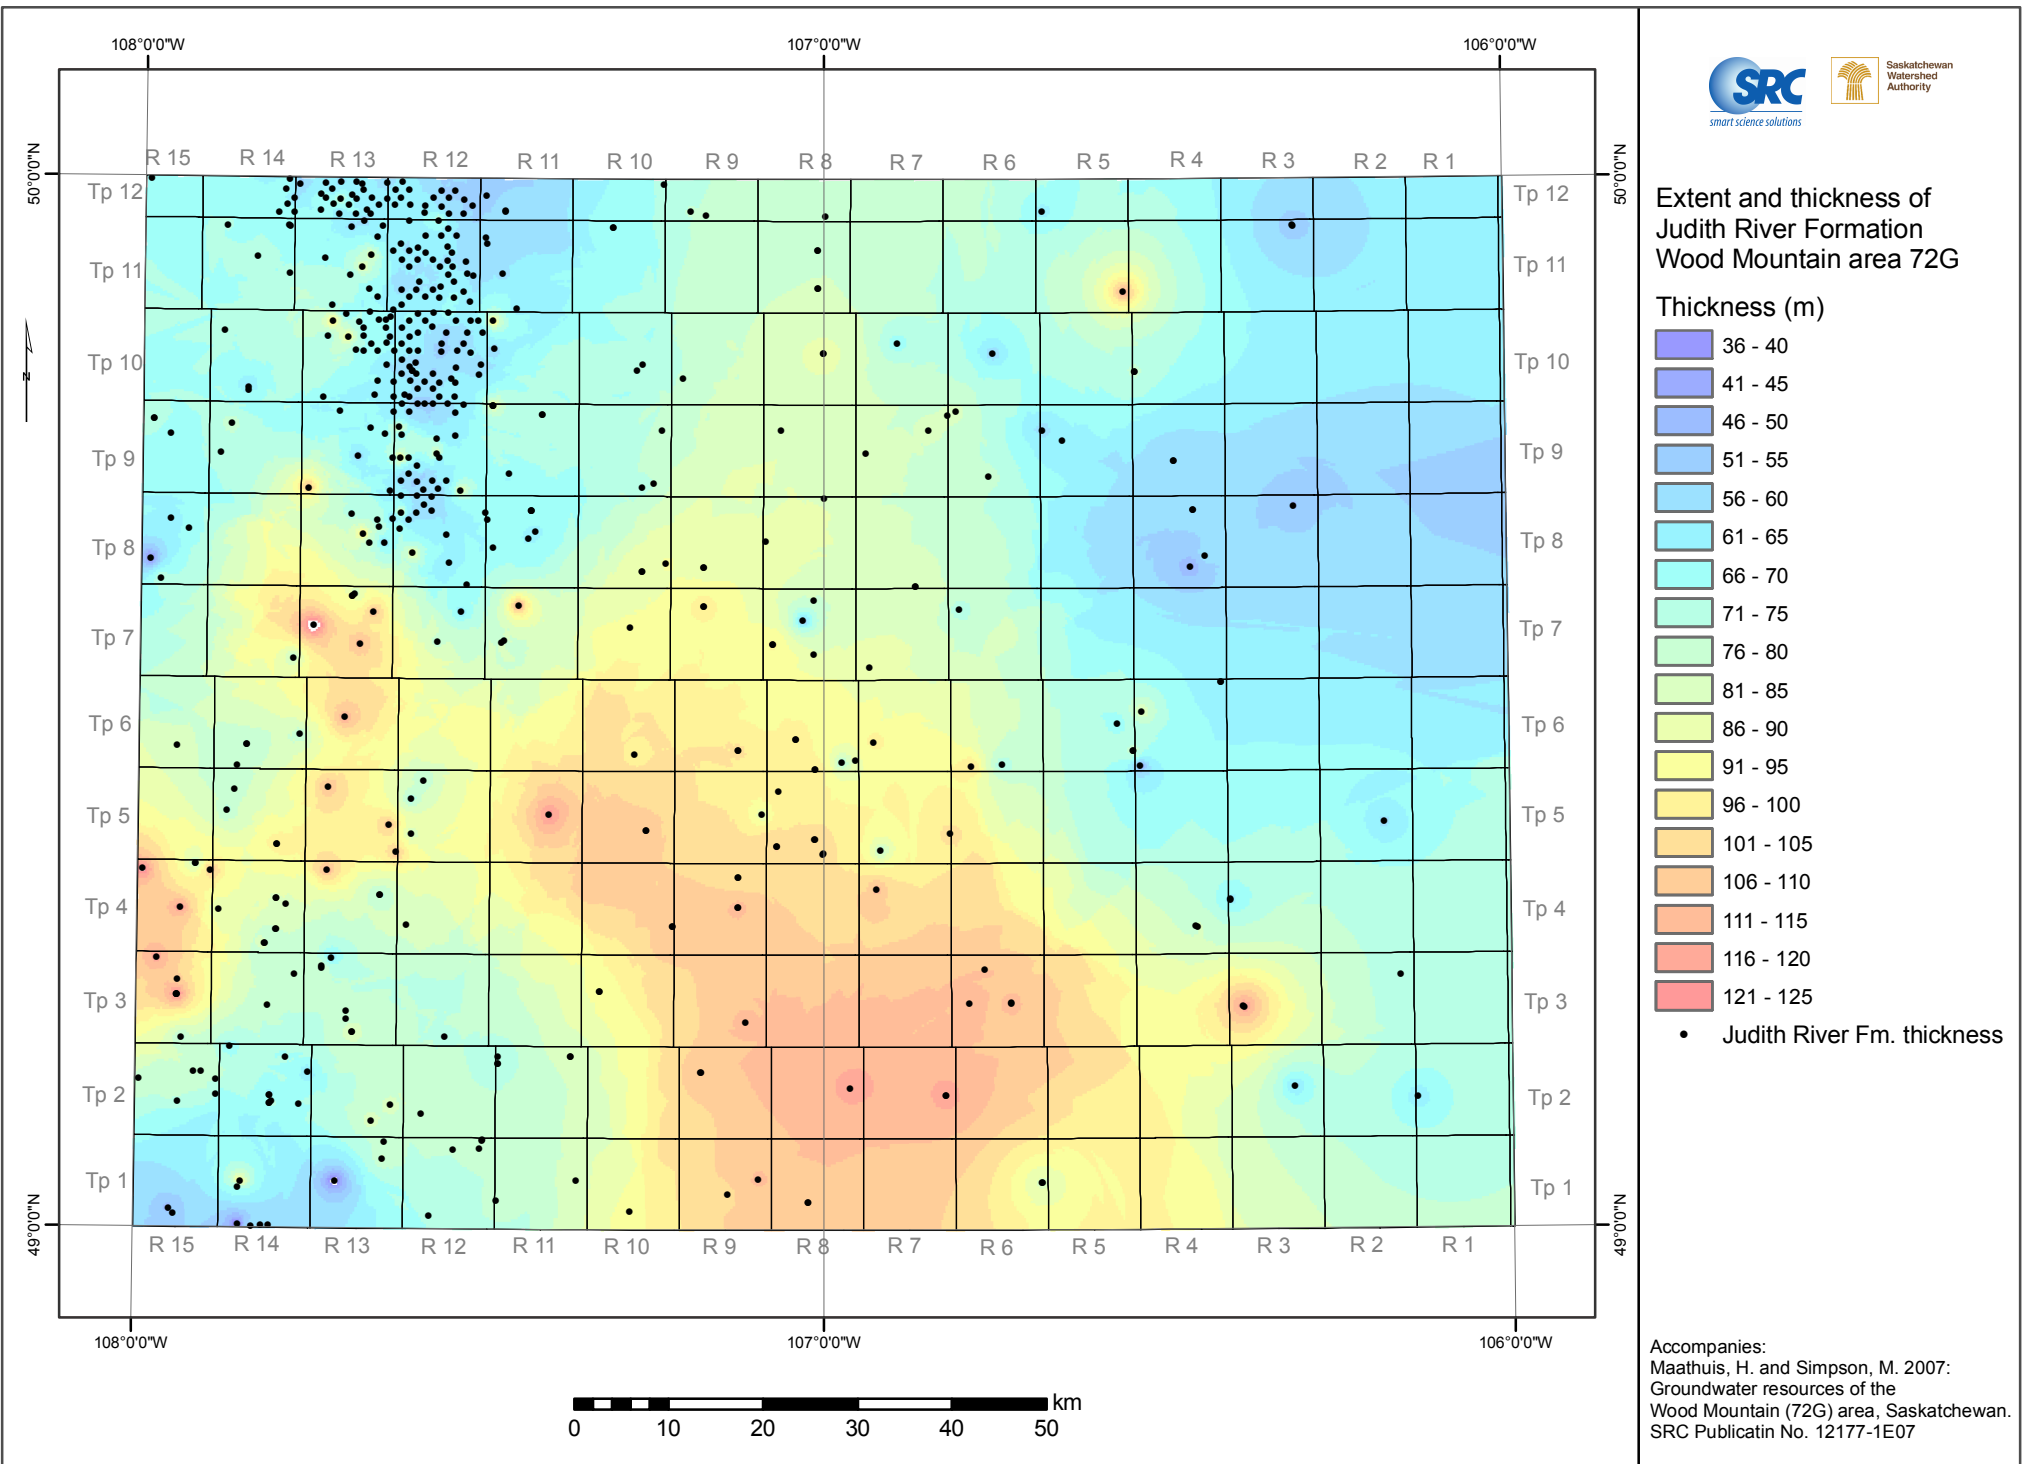 108°0'0"W 107°0'0"W 106°0'0"W
50°0'0"N 50°0'0"N
R 15 R 14 R 13 R 12 R 11 R 10 R 9 R 8 R 7 R 6 R 5 R 4 R 3 R 2 R 1
Tp 12 Tp 12
Tp 11 Tp 11
Tp 10 Tp 10
Tp 9 Tp 9
Tp 8 Tp 8
Tp 7 Tp 7
Tp 6 Tp 6
Tp 5 Tp 5
Tp 4 Tp 4
Tp 3 Tp 3
Tp 2 Tp 2
Tp 1 Tp 1
49°0'0"N 49°0'0"N
R 15 R 14 R 13 R 12 R 11 R 10 R 9 R 8 R 7 R 6 R 5 R 4 R 3 R 2 R 1
108°0'0"W 107°0'0"W 106°0'0"W
z
km
0 10 20 30 40 50
SRC
smart science solutions
Saskatchewan
Watershed
Authority
Extent and thickness of
Judith River Formation
Wood Mountain area 72G
Thickness (m)
36 - 40
41 - 45
46 - 50
51 - 55
56 - 60
61 - 65
66 - 70
71 - 75
76 - 80
81 - 85
86 - 90
91 - 95
96 - 100
101 - 105
106 - 110
111 - 115
116 - 120
121 - 125
Judith River Fm. thickness
Accompanies:
Maathuis, H. and Simpson, M. 2007:
Groundwater resources of the
Wood Mountain (72G) area, Saskatchewan.
SRC Publicatin No. 12177-1E07